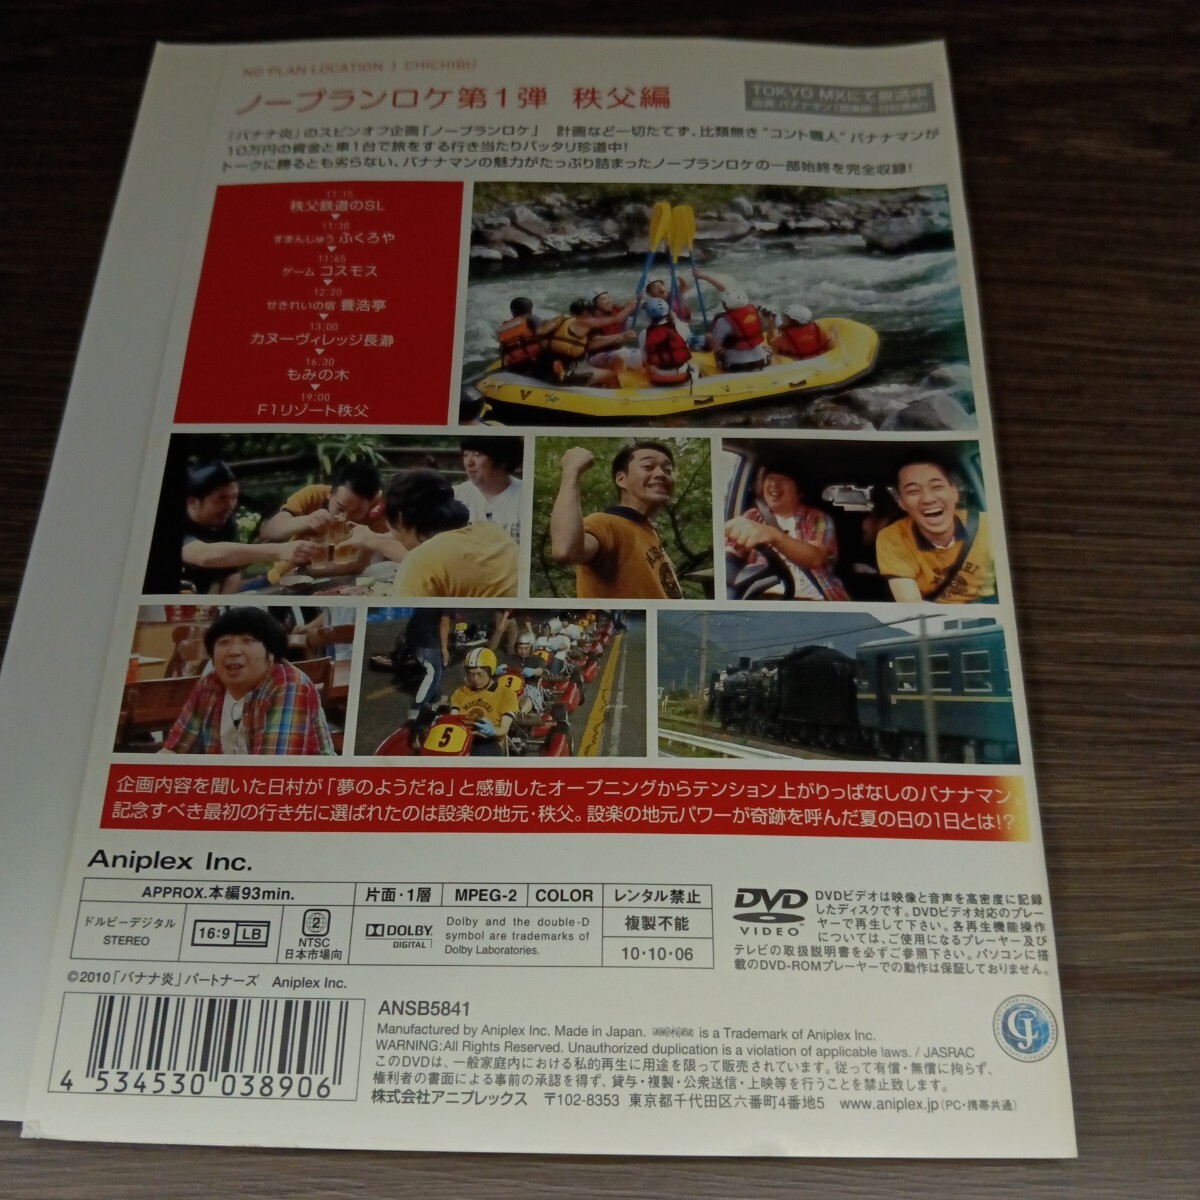 NO PLAN LOCATION | CHICHIBU
ノープランロケ第1弾 秩父編
TOKYO MXにて放送中
『バナナ炎』のスピンオフ企画「ノープランロケ」 計画など一切たてず、比類無き“コント職人”バナナマンが
10万円の資金と車1台で旅をする行き当たりバッタリ珍道中!
トークに勝るとも劣らない、バナナマンの魅力がたっぷり詰まったノープランロケの一部始終を完全収録!
11:15
秩父鉄道のSL
11:30
すまんじゅう ふくろや
11:45
ゲーム コスモス
12:20
せきれいの宿 養浩亭
13:00
カヌーヴィレッジ長瀞
16:30
もみの木
19:00
F1リゾート秩父
3
5
企画内容を聞いた日村が「夢のようだね」と感動したオープニングからテンション上がりっぱなしのバナナマン。
記念すべき最初の行き先に選ばれたのは設楽の地元・秩父。設楽の地元パワーが奇跡を呼んだ夏の日の1日とは!?
Aniplex Inc.
APPROX.本編93min. 片面・1層 MPEG-2 COLOR レンタル禁止
ドルビーデジタル
STEREO
16:9 LB
2
NTSC
日本市場向
DOLBY
DIGITAL
Dolby and the double-D
symbol are trademarks of
Dolby Laboratories.
複製不能
10・10・06
DVD
VIDEO
DVDビデオは映像と音声を高密度に記録
したディスクです。DVDビデオ対応のプレー
ヤーで再生して下さい。各再生機能操作
については、ご使用になるプレーヤー及び
テレビの取扱説明書を必ずご参照下さい。パソコンに搭
載のDVD-ROMプレーヤーでの動作は保証しておりません。
©2010「バナナ炎」パートナーズ Aniplex Inc.
4 534530 038906
ANSB5841
Manufactured by Aniplex Inc. Made in Japan. is a Trademark of Aniplex Inc.
WARNING:All Rights Reserved. Unauthorized duplication is a violation of applicable laws. / JASRAC
このDVDは、一般家庭内における私的再生に用途を限って販売されています。従って有償・無償に拘らず、
権利者の書面による事前の承認を得ず、貸与・複製・公衆送信・上映等を行うことを禁止致します。
株式会社アニプレックス 〒102-8353 東京都千代田区六番町4番地5 www.aniplex.jp(PC・携帯共通)